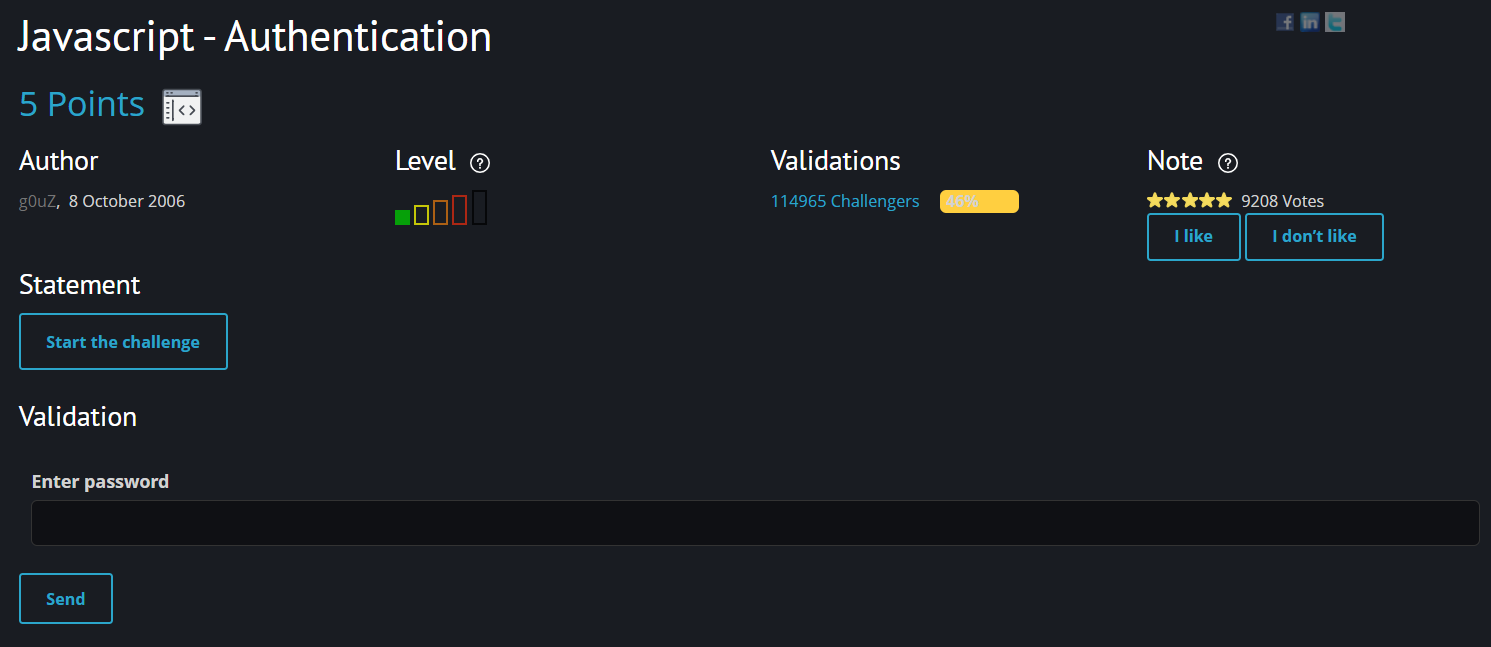 Javascript - Authentication
5 Points
Author
Level
Validations
Note
g0uZ, 8 October 2006
114965 Challengers
46%
9208 Votes
I like
I don’t like
Statement
Start the challenge
Validation
Enter password
Send